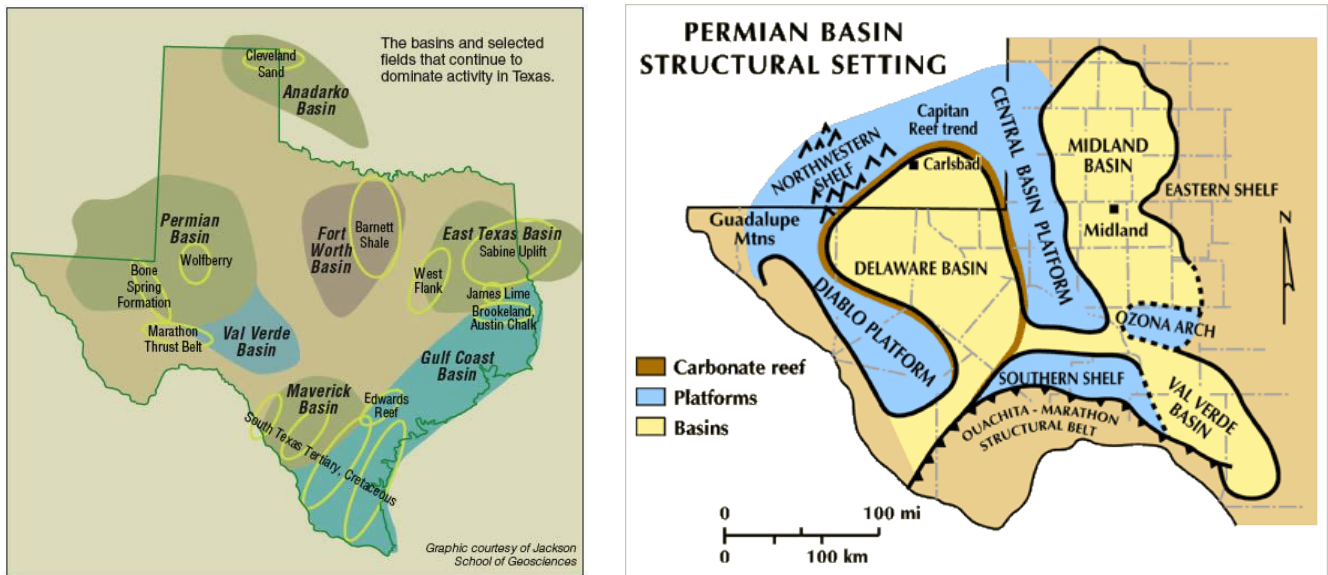 The basins and selected
fields that continue to
dominate activity in Texas.
Cleveland
Sand
Anadarko
Basin
Permian
Basin
Wolfberry
Bone
Spring
Formation
Marathon
Thrust Belt
Val Verde
Basin
Fort
Worth
Basin
Barnett
Shale
East Texas Basin
Sabine Uplift
West
Flank
James Lime
Brookeland,
Austin Chalk
Gulf Coast
Basin
Maverick
Basin
Edwards
Reef
South Texas Tertiary, Cretaceous
Graphic courtesy of Jackson
School of Geosciences
PERMIAN BASIN
STRUCTURAL SETTING
Capitan
Reef trend
NORTHWESTERN
SHELF
Carlsbad
CENTRAL BASIN PLATFORM
MIDLAND
BASIN
EASTERN SHELF
Midland
N
Guadalupe
Mtns
DELAWARE BASIN
DIABLO PLATFORM
OZONA ARCH
SOUTHERN SHELF
VAL VERDE
BASIN
OUACHITA - MARATHON
STRUCTURAL BELT
Carbonate reef
Platforms
Basins
0 100 mi
0 100 km